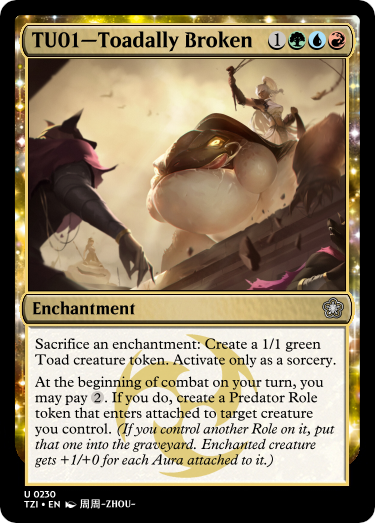 TU01—Toadally Broken 1
Enchantment
Sacrifice an enchantment: Create a 1/1 green
Toad creature token. Activate only as a sorcery.
At the beginning of combat on your turn, you
may pay 2. If you do, create a Predator Role
token that enters attached to target creature
you control. (If you control another Role on it, put
that one into the graveyard. Enchanted creature
gets +1/+0 for each Aura attached to it.)
U 0230
TZI • EN 周周-ZHOU-